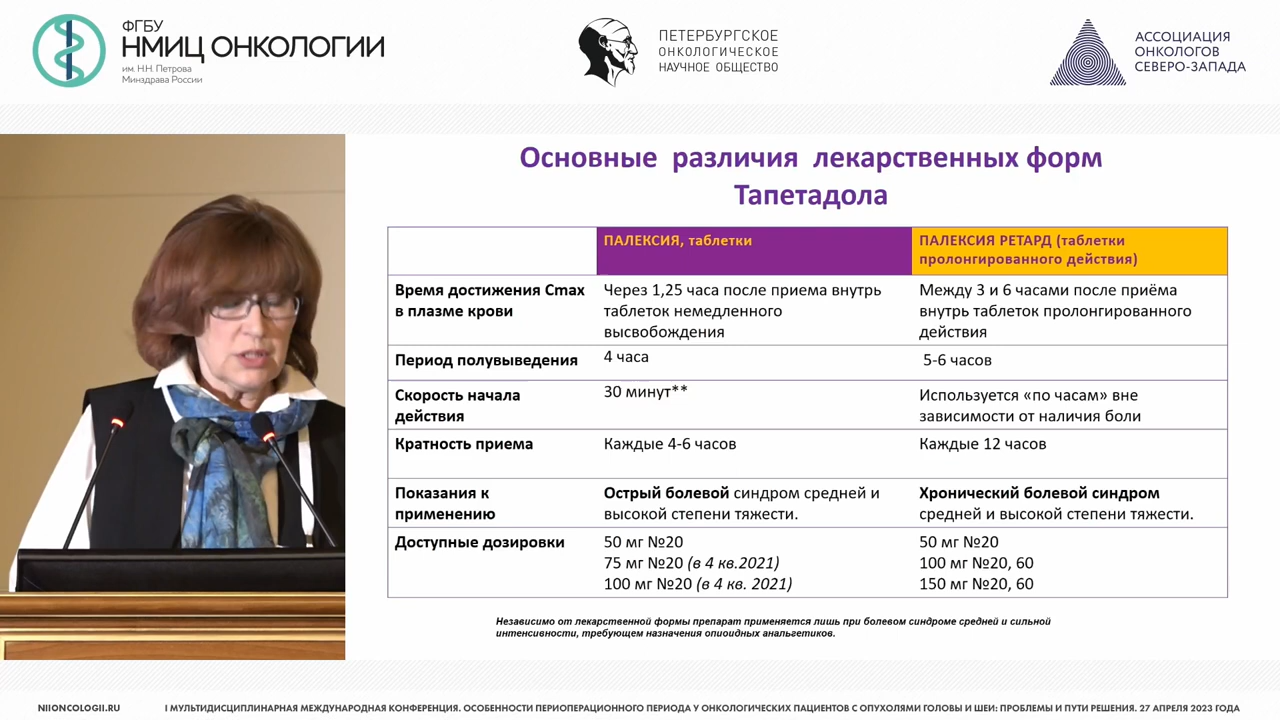 ФГБУ
НМИЦ ОНКОЛОГИИ
им. Н.Н. Петрова
Минздрава России
ПЕТЕРБУРГСКОЕ
ОНКОЛОГИЧЕСКОЕ
НАУЧНОЕ ОБЩЕСТВО
АССОЦИАЦИЯ
ОНКОЛОГОВ
СЕВЕРО-ЗАПАДА
Основные различия лекарственных форм
Тапетадола
ПАЛЕКСИЯ, таблетки
ПАЛЕКСИЯ РЕТАРД (таблетки
пролонгированного действия)
Время достижения Cmax
в плазме крови
Через 1,25 часа после приема внутрь
таблеток немедленного
высвобождения
Между 3 и 6 часами после приёма
внутрь таблеток пролонгированного
действия
Период полувыведения
4 часа
5-6 часов
Скорость начала
действия
30 минут**
Используется «по часам» вне
зависимости от наличия боли
Кратность приема
Каждые 4-6 часов
Каждые 12 часов
Показания к
применению
Острый болевой синдром средней и
высокой степени тяжести.
Хронический болевой синдром
средней и высокой степени тяжести.
Доступные дозировки
50 мг №20
75 мг №20 (в 4 кв.2021)
100 мг №20 (в 4 кв. 2021)
50 мг №20
100 мг №20, 60
150 мг №20, 60
Независимо от лекарственной формы препарат применяется лишь при болевом синдроме средней и сильной
интенсивности, требующем назначения опиоидных анальгетиков.
NIIONCOLOGII.RU
I МУЛЬТИДИСЦИПЛИНАРНАЯ МЕЖДУНАРОДНАЯ КОНФЕРЕНЦИЯ. ОСОБЕННОСТИ ПЕРИОПЕРАЦИОННОГО ПЕРИОДА У ОНКОЛОГИЧЕСКИХ ПАЦИЕНТОВ С ОПУХОЛЯМИ ГОЛОВЫ И ШЕИ: ПРОБЛЕМЫ И ПУТИ РЕШЕНИЯ. 27 АПРЕЛЯ 2023 ГОДА